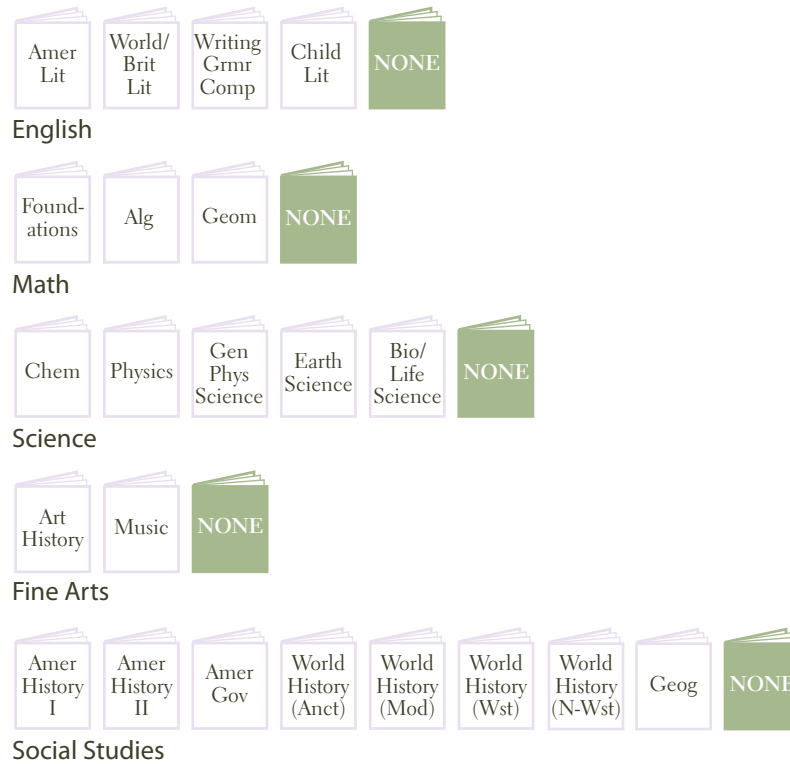 Amer
Lit
World/
Brit
Lit
Writing
Grmr
Comp
Child
Lit
NONE
English
Found-
ations
Alg
Geom
NONE
Math
Chem
Physics
Gen
Phys
Science
Earth
Science
Bio/
Life
Science
NONE
Science
Art
History
Music
NONE
Fine Arts
Amer
History
I
Amer
History
II
Amer
Gov
World
History
(Anct)
World
History
(Mod)
World
History
(Wst)
World
History
(N-Wst)
Geog
NONE
Social Studies